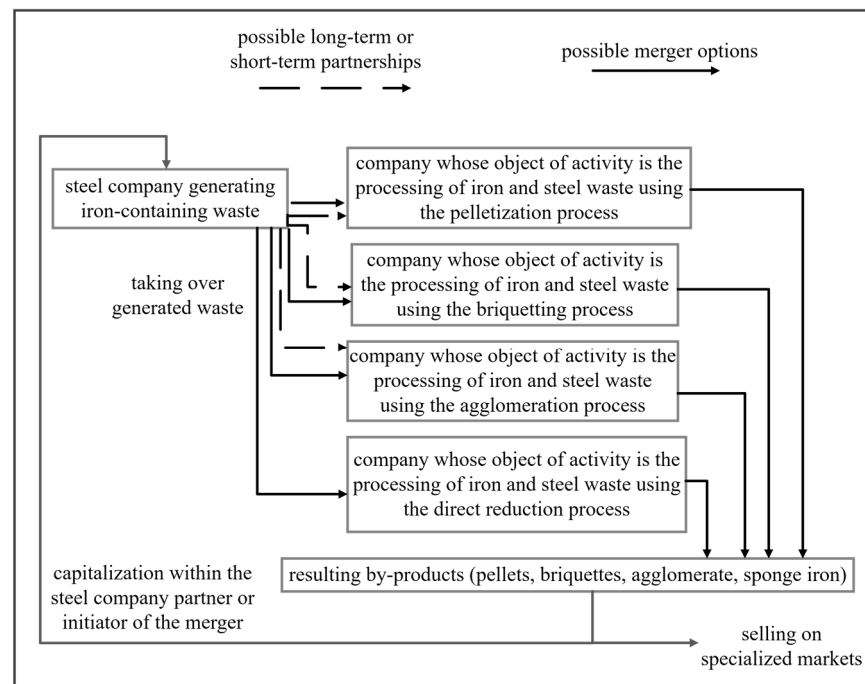 possible long-term or
short-term partnerships
possible merger options
steel company generating
iron-containing waste
company whose object of activity is the
processing of iron and steel waste using
the pelletization process
taking over
generated waste
company whose object of activity is
the processing of iron and steel waste
using the briquetting process
company whose object of activity is the
processing of iron and steel waste
using the agglomeration process
company whose object of activity is the
processing of iron and steel waste using
the direct reduction process
resulting by-products (pellets, briquettes, agglomerate, sponge iron)
capitalization within the
steel company partner or
initiator of the merger
selling on
specialized markets